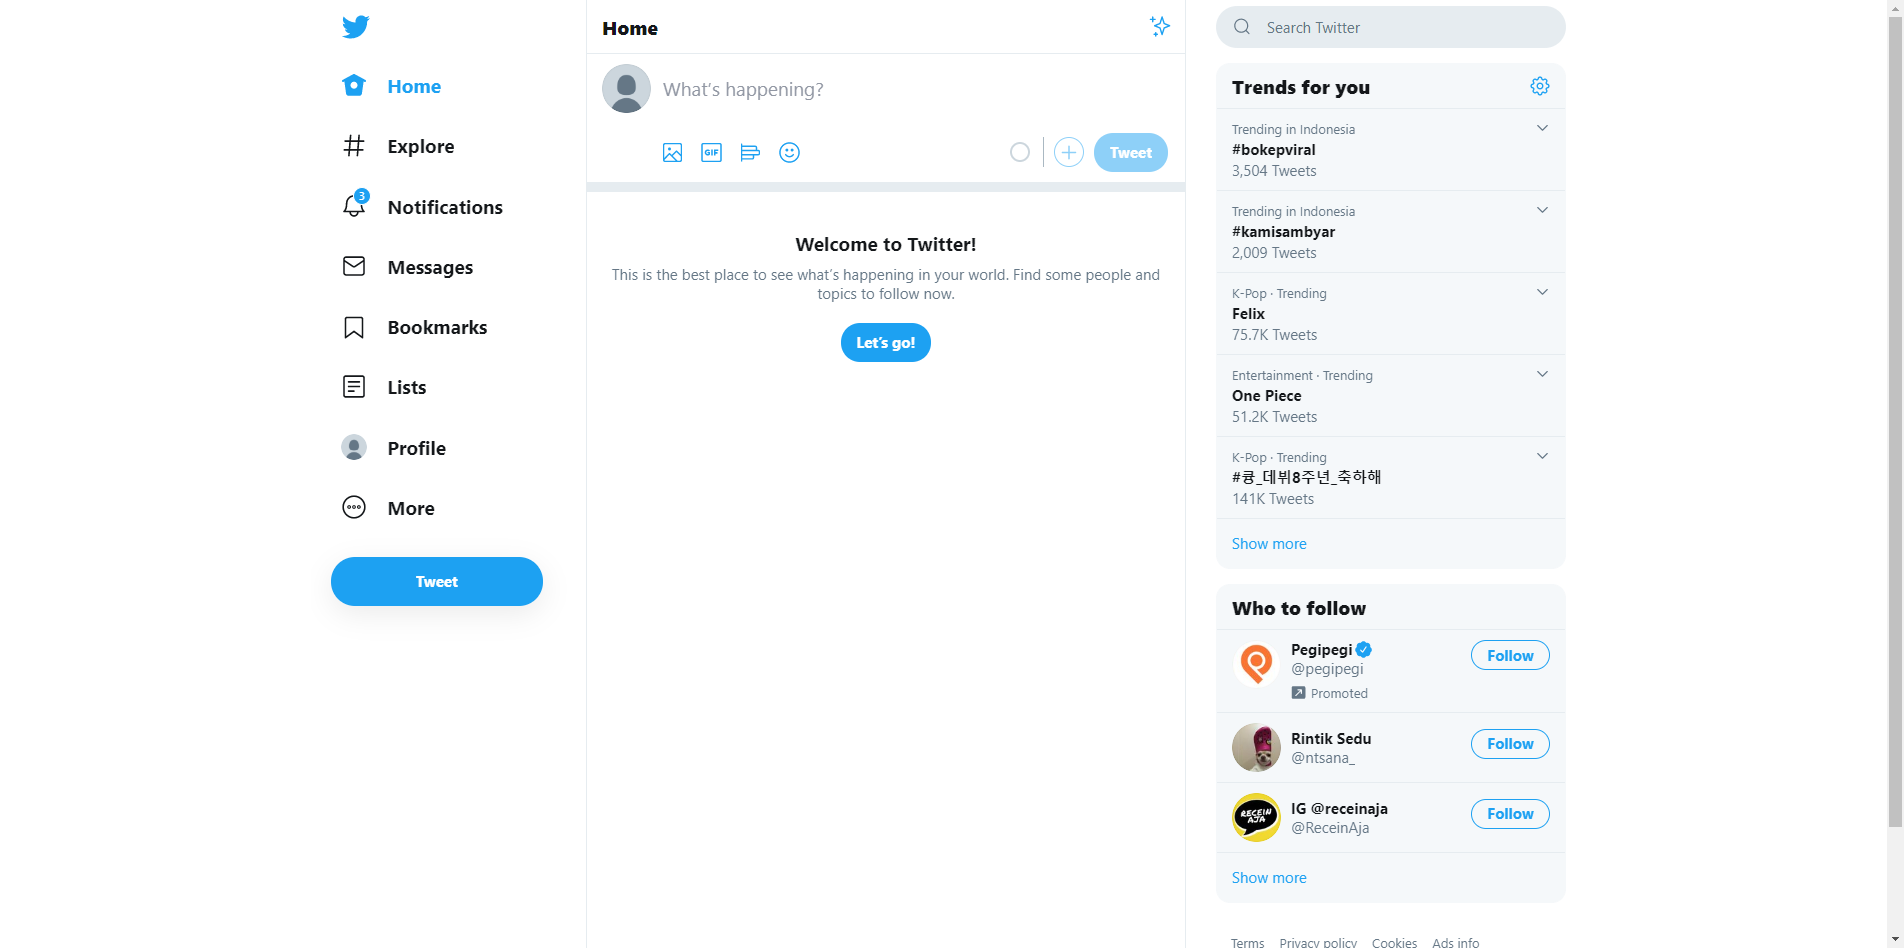 Home
Explore
3
Notifications
Messages
Bookmarks
Lists
Profile
More
Tweet
Home
What's happening?
GIF
Tweet
Welcome to Twitter!
This is the best place to see what's happening in your world. Find some people and
topics to follow now.
Let's go!
Search Twitter
Trends for you
Trending in Indonesia
#bokepviral
3,504 Tweets
Trending in Indonesia
#kamisambyar
2,009 Tweets
K-Pop · Trending
Felix
75.7K Tweets
Entertainment · Trending
One Piece
51.2K Tweets
K-Pop · Trending
#큥_데뷔8주년_축하해
141K Tweets
Show more
Who to follow
Pegipegi
@pegipegi
Promoted
Follow
Rintik Sedu
@ntsana_
Follow
RECEIN
AJA
IG @receinaja
@ReceinAja
Follow
Show more
Terms Privacy policy Cookies Ads info